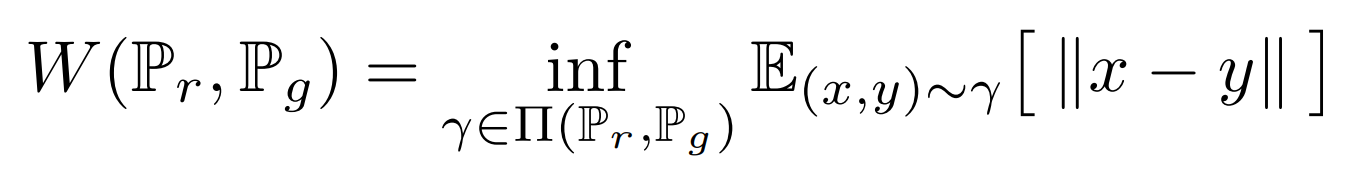 W(ℙ_r, ℙ_g) = inf_{γ∈Π(ℙ_r,ℙ_g)} 𝔼_{(x,y)∼γ}[ ‖x − y‖ ]